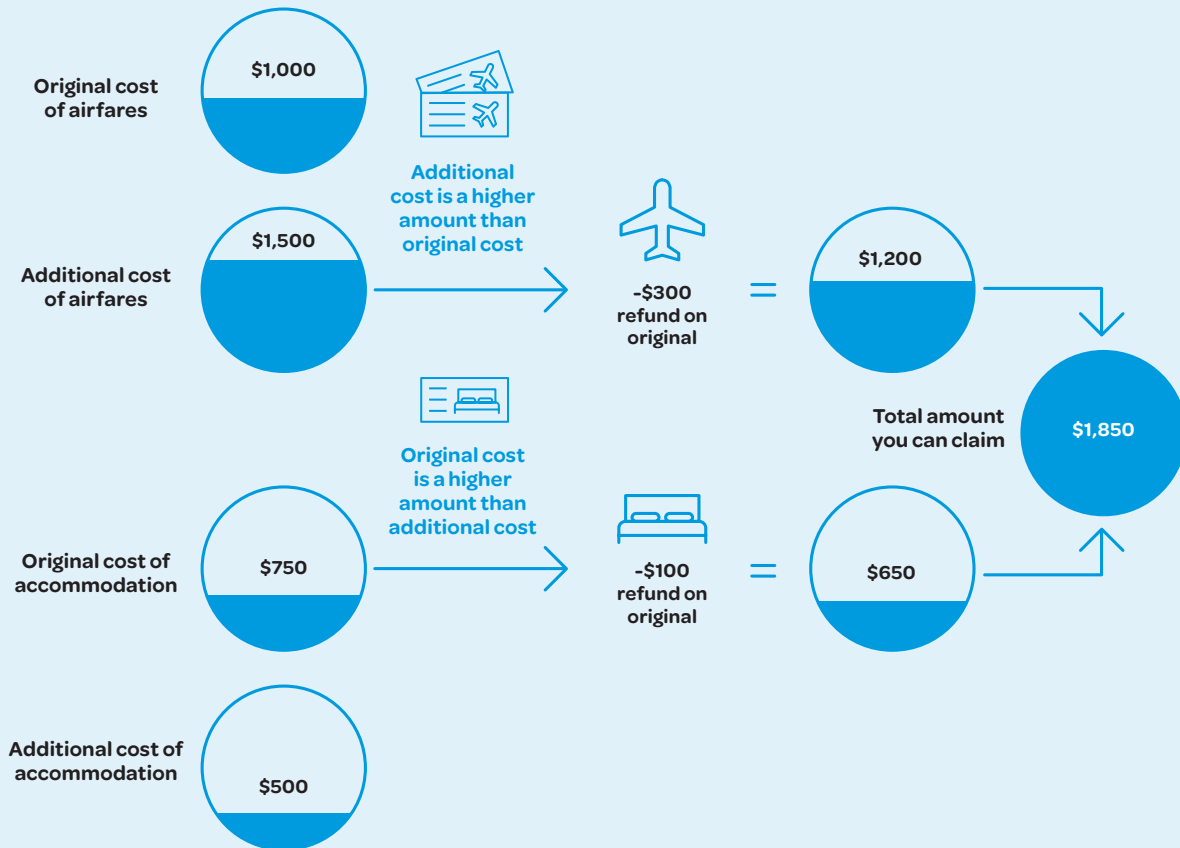 Original cost
of airfares
$1,000
Additional
cost is a higher
amount than
original cost
Additional cost
of airfares
$1,500
-$300
refund on
original
=
$1,200
Total amount
you can claim
$1,850
Original cost
is a higher
amount than
additional cost
Original cost of
accommodation
$750
-$100
refund on
original
=
$650
Additional cost of
accommodation
$500